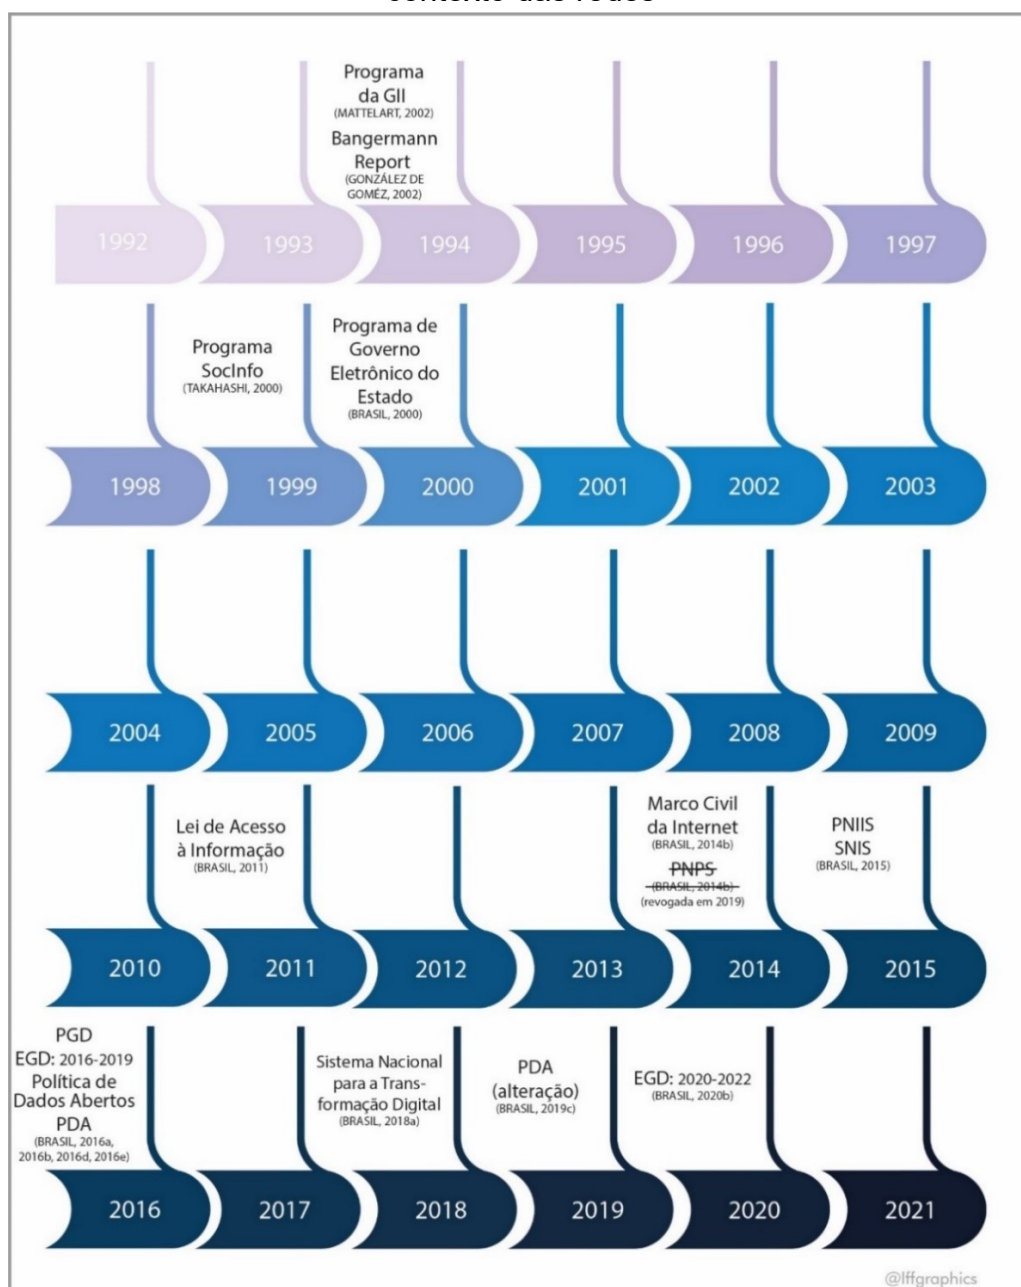 contexto das redes
Programa
da GII
(MATTELART, 2002)
Bangermann
Report
(GONZÁLEZ DE
GOMÉZ, 2002)
1992 1993 1994 1995 1996 1997
Programa
SocInfo
(TAKAHASHI, 2000)
Programa de
Governo
Eletrônico do
Estado
(BRASIL, 2000)
1998 1999 2000 2001 2002 2003
2004 2005 2006 2007 2008 2009
Lei de Acesso
à Informação
(BRASIL, 2011)
Marco Civil
da Internet
(BRASIL, 2014b)
PNPS
(BRASIL, 2014b)
(revogada em 2019)
PNIIS
SNIS
(BRASIL, 2015)
2010 2011 2012 2013 2014 2015
PGD
EGD: 2016-2019
Política de
Dados Abertos
PDA
(BRASIL, 2016a,
2016b, 2016d, 2016e)
Sistema Nacional
para a Trans-
formação Digital
(BRASIL, 2018a)
PDA
(alteração)
(BRASIL, 2019c)
EGD: 2020-2022
(BRASIL, 2020b)
2016 2017 2018 2019 2020 2021
@lffgraphics